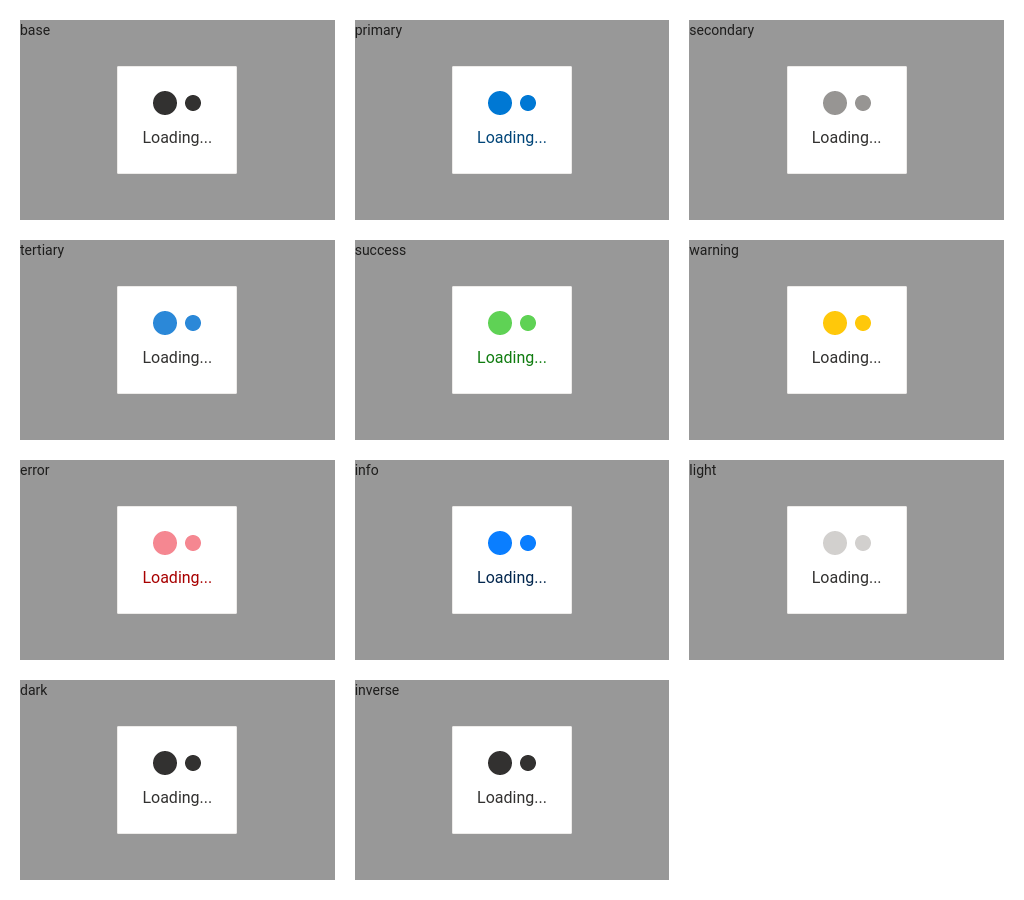 base
Loading...
primary
Loading...
secondary
Loading...
tertiary
Loading...
success
Loading...
warning
Loading...
error
Loading...
info
Loading...
light
Loading...
dark
Loading...
inverse
Loading...